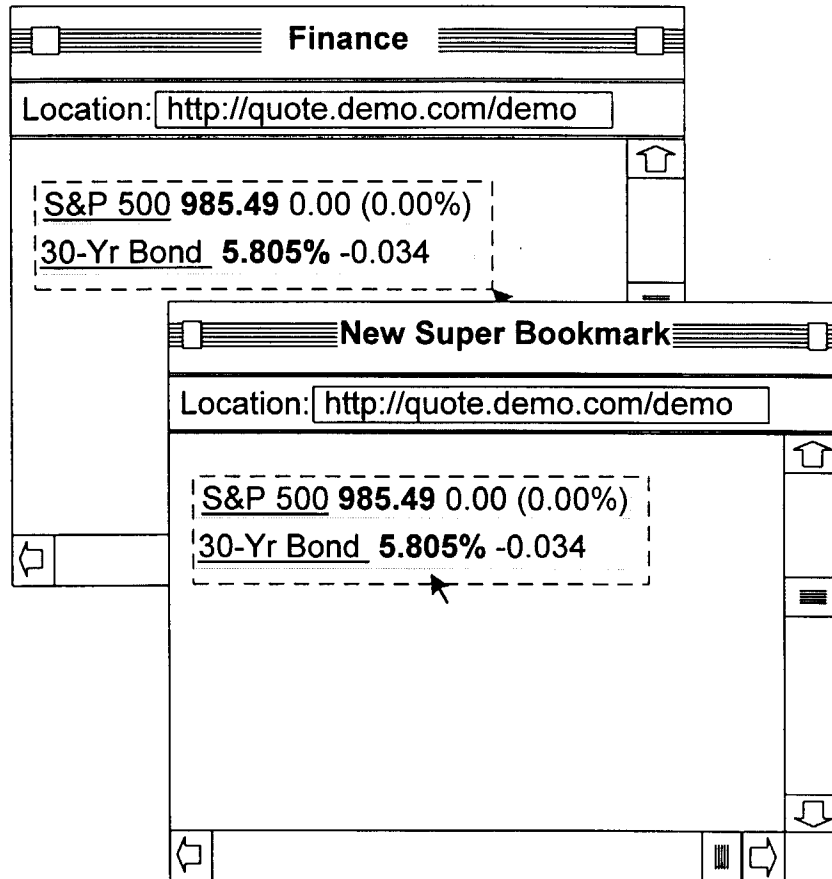 Finance
Location: http://quote.demo.com/demo
S&P 500 985.49 0.00 (0.00%)
30-Yr Bond 5.805% -0.034
New Super Bookmark
Location: http://quote.demo.com/demo
S&P 500 985.49 0.00 (0.00%)
30-Yr Bond 5.805% -0.034